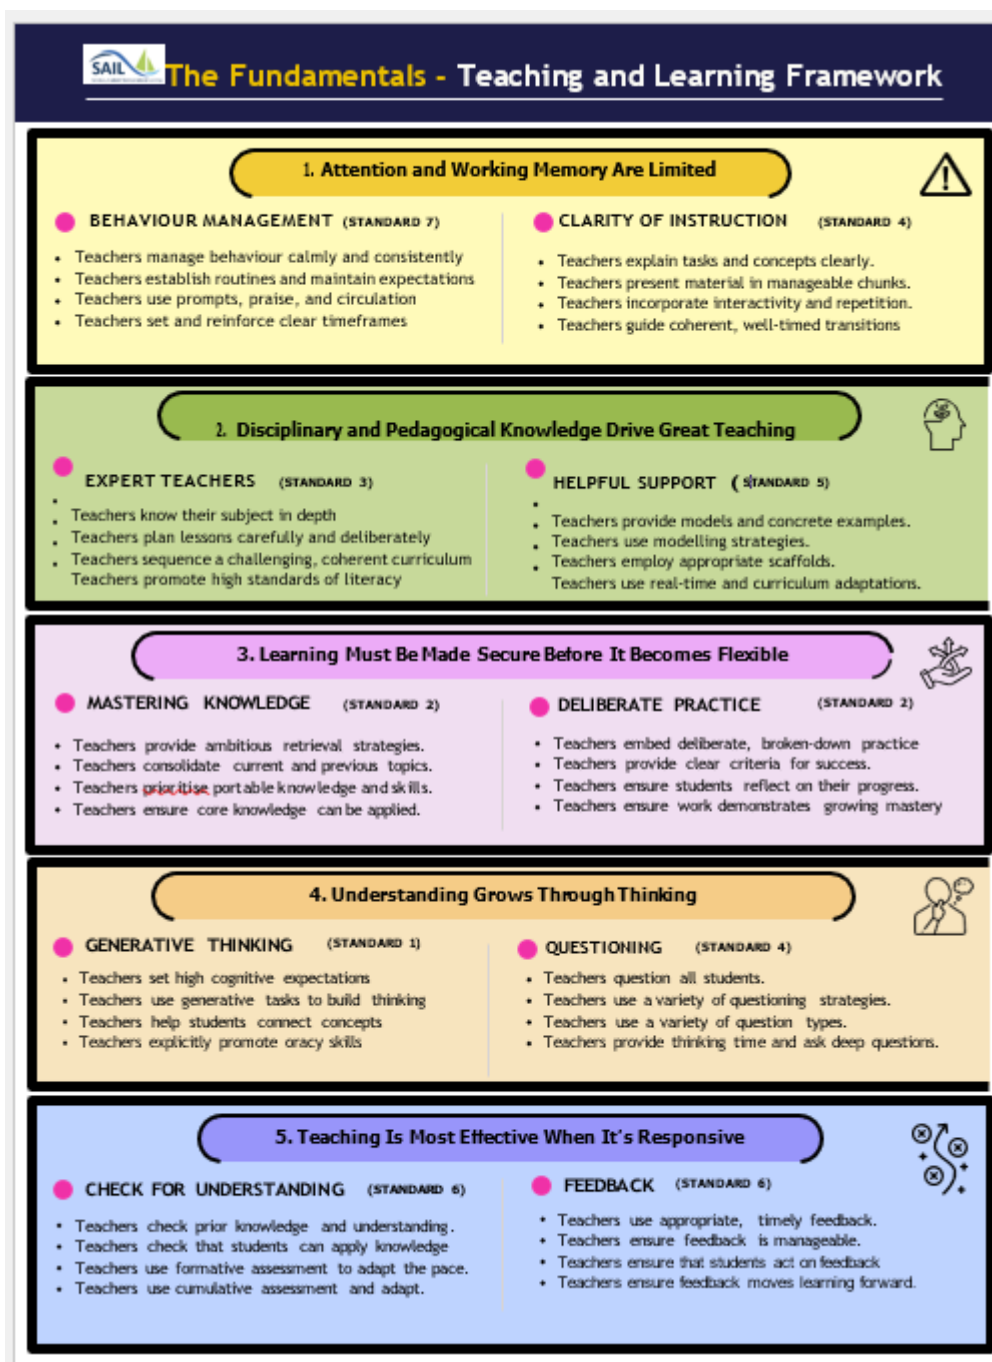 SAIL
The Fundamentals - Teaching and Learning Framework
1. Attention and Working Memory Are Limited
BEHAVIOUR MANAGEMENT (STANDARD 7)
• Teachers manage behaviour calmly and consistently
• Teachers establish routines and maintain expectations
• Teachers use prompts, praise, and circulation
• Teachers set and reinforce clear timeframes
CLARITY OF INSTRUCTION (STANDARD 4)
• Teachers explain tasks and concepts clearly.
• Teachers present material in manageable chunks.
• Teachers incorporate interactivity and repetition.
• Teachers guide coherent, well-timed transitions
2. Disciplinary and Pedagogical Knowledge Drive Great Teaching
EXPERT TEACHERS (STANDARD 3)
• Teachers know their subject in depth
• Teachers plan lessons carefully and deliberately
• Teachers sequence a challenging, coherent curriculum
Teachers promote high standards of literacy
HELPFUL SUPPORT (STANDARD 5)
• Teachers provide models and concrete examples.
• Teachers use modelling strategies.
• Teachers employ appropriate scaffolds.
Teachers use real-time and curriculum adaptations.
3. Learning Must Be Made Secure Before It Becomes Flexible
MASTERING KNOWLEDGE (STANDARD 2)
• Teachers provide ambitious retrieval strategies.
• Teachers consolidate current and previous topics.
• Teachers prioritise portable knowledge and skills.
• Teachers ensure core knowledge can be applied.
DELIBERATE PRACTICE (STANDARD 2)
• Teachers embed deliberate, broken-down practice
• Teachers provide clear criteria for success.
• Teachers ensure students reflect on their progress.
• Teachers ensure work demonstrates growing mastery
4. Understanding Grows Through Thinking
GENERATIVE THINKING (STANDARD 1)
• Teachers set high cognitive expectations
• Teachers use generative tasks to build thinking
• Teachers help students connect concepts
• Teachers explicitly promote oracy skills
QUESTIONING (STANDARD 4)
• Teachers question all students.
• Teachers use a variety of questioning strategies.
• Teachers use a variety of question types.
• Teachers provide thinking time and ask deep questions.
5. Teaching Is Most Effective When It's Responsive
CHECK FOR UNDERSTANDING (STANDARD 6)
• Teachers check prior knowledge and understanding.
• Teachers check that students can apply knowledge
• Teachers use formative assessment to adapt the pace.
• Teachers use cumulative assessment and adapt.
FEEDBACK (STANDARD 6)
• Teachers use appropriate, timely feedback.
• Teachers ensure feedback is manageable.
• Teachers ensure that students act on feedback
• Teachers ensure feedback moves learning forward.